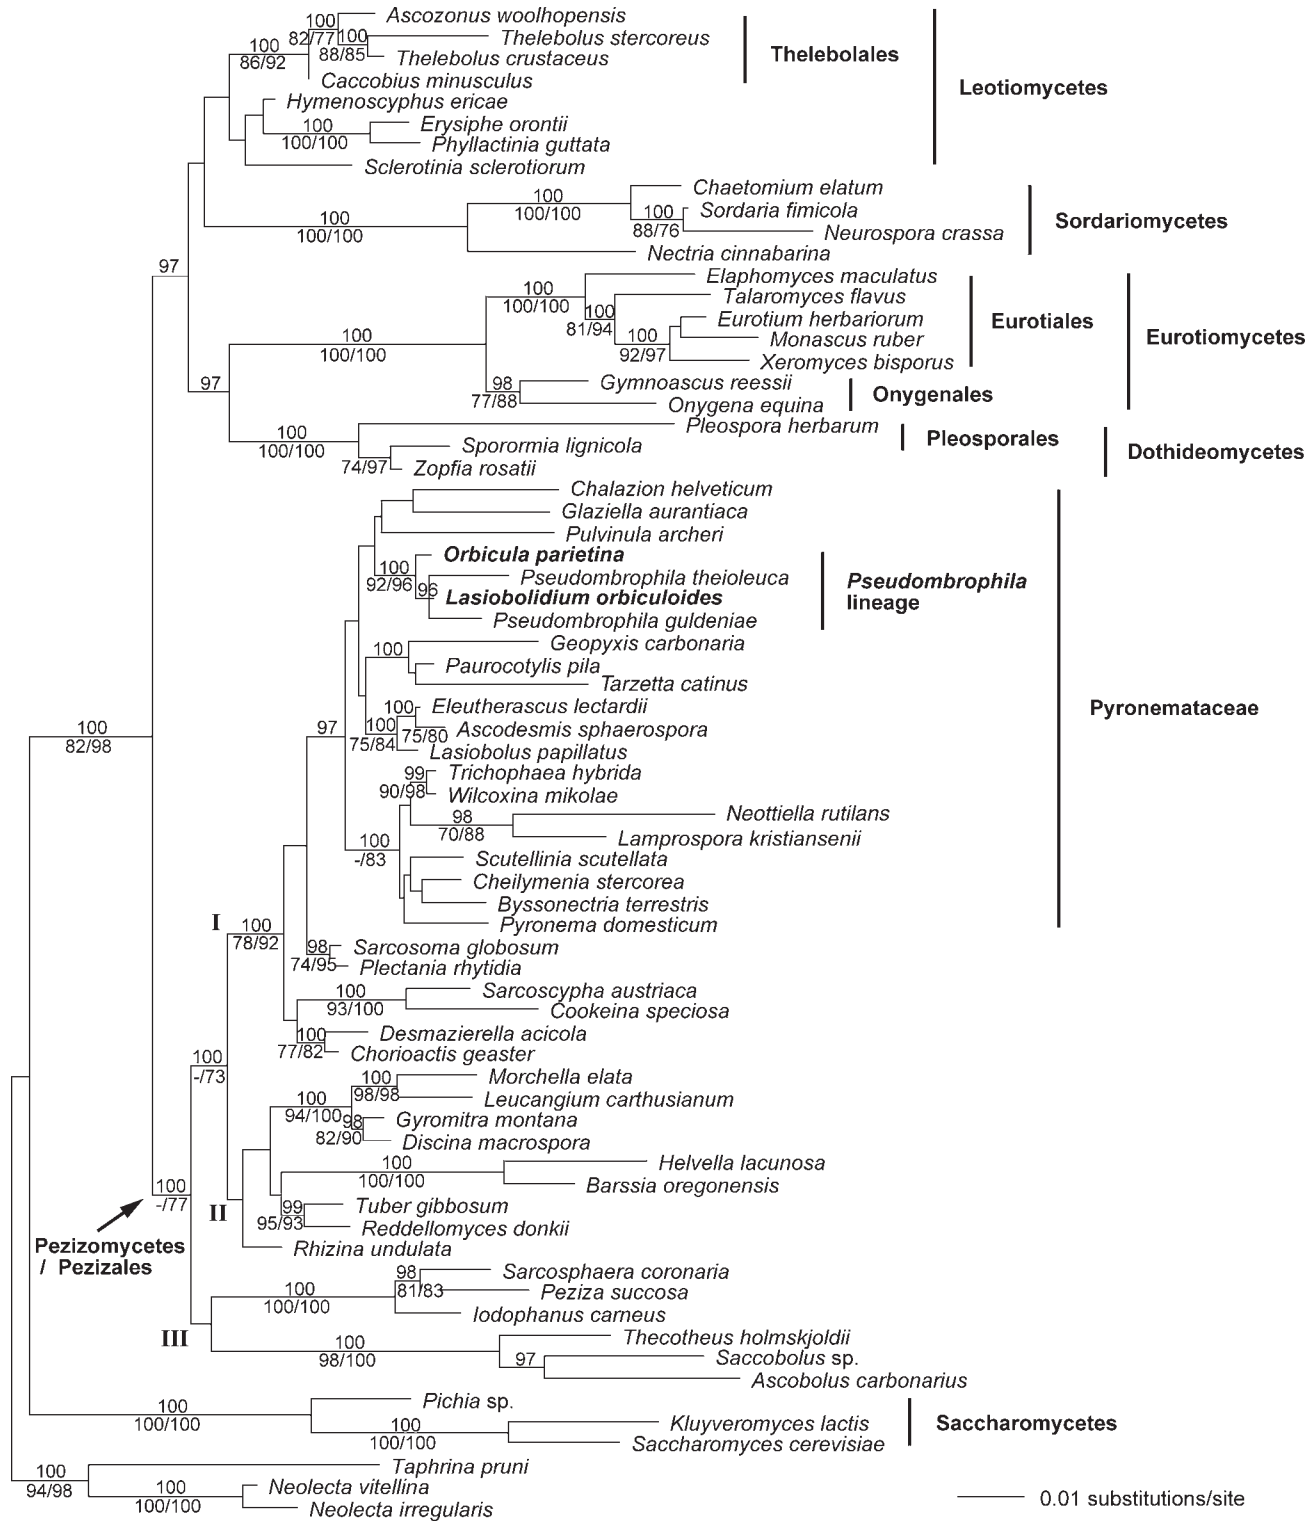 100
Ascozonus woolhopensis
82/77
100
Thelebolus stercoreus
100
86/92
88/85
Thelebolus crustaceus
Thelebolales
Caccobius minusculus
Leotiomycetes
Hymenoscyphus ericae
100
100/100
Erysiphe orontii
Phyllactinia guttata
Sclerotinia sclerotiorum
100
100/100
Chaetomium elatum
100
88/76
Sordaria fimicola
100
100/100
Neurospora crassa
Sordariomycetes
Nectria cinnabarina
97
Elaphomyces maculatus
100
100/100
Talaromyces flavus
100
81/94
Eurotium herbariorum
Eurotiales
100
92/97
Monascus ruber
Eurotiomycetes
100
100/100
Xeromyces bisporus
97
98
77/88
Gymnoascus reessii
Onygenales
Onygena equina
Pleospora herbarum
100
100/100
Pleosporales
Sporormia lignicola
Dothideomycetes
74/97
Zopfia rosatii
Chalazion helveticum
Glaziella aurantiaca
Pulvinula archeri
Orbicula parietina
100
92/96
Pseudombrophila theioleuca
Pseudombrophila
lineage
96
Lasiobolidium orbiculoides
Pseudombrophila guldeniae
Geopyxis carbonaria
100
Paurocotylis pila
Tarzetta catinus
Pyronemataceae
100
Eleutherascus lectardii
97
100
75/84
75/80
Ascodesmis sphaerospora
100
82/98
Lasiobolus papillatus
99
90/98
Trichophaea hybrida
Wilcoxina mikolae
98
70/88
Neottiella rutilans
100
-/83
Lamprospora kristiansenii
Scutellinia scutellata
Cheilymenia stercorea
Byssonectria terrestris
Pyronema domesticum
I
100
78/92
98
74/95
Sarcosoma globosum
Plectania rhytidia
100
93/100
Sarcoscypha austriaca
Cookeina speciosa
100
77/82
Desmazierella acicola
Chorioactis geaster
100
-/73
100
98/98
Morchella elata
100
94/100
Leucangium carthusianum
98
82/90
Gyromitra montana
Discina macrospora
100
100/100
Helvella lacunosa
Barssia oregonensis
100
-/77
II
99
95/93
Tuber gibbosum
Reddellomyces donkii
Pezizomycetes
/ Pezizales
Rhizina undulata
98
81/83
Sarcosphaera coronaria
100
100/100
Peziza succosa
Iodophanus carneus
III
Thecotheus holmskjoldii
100
98/100
97
Saccobolus sp.
Ascobolus carbonarius
100
100/100
Pichia sp.
100
100/100
Kluyveromyces lactis
Saccharomycetes
Saccharomyces cerevisiae
100
94/98
Taphrina pruni
100
100/100
Neolecta vitellina
Neolecta irregularis
0.01 substitutions/site